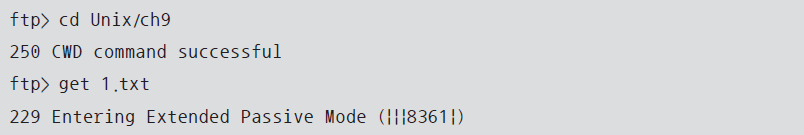 ftp> cd Unix/ch9
250 CWD command successful
ftp> get 1.txt
229 Entering Extended Passive Mode (|||8361|)